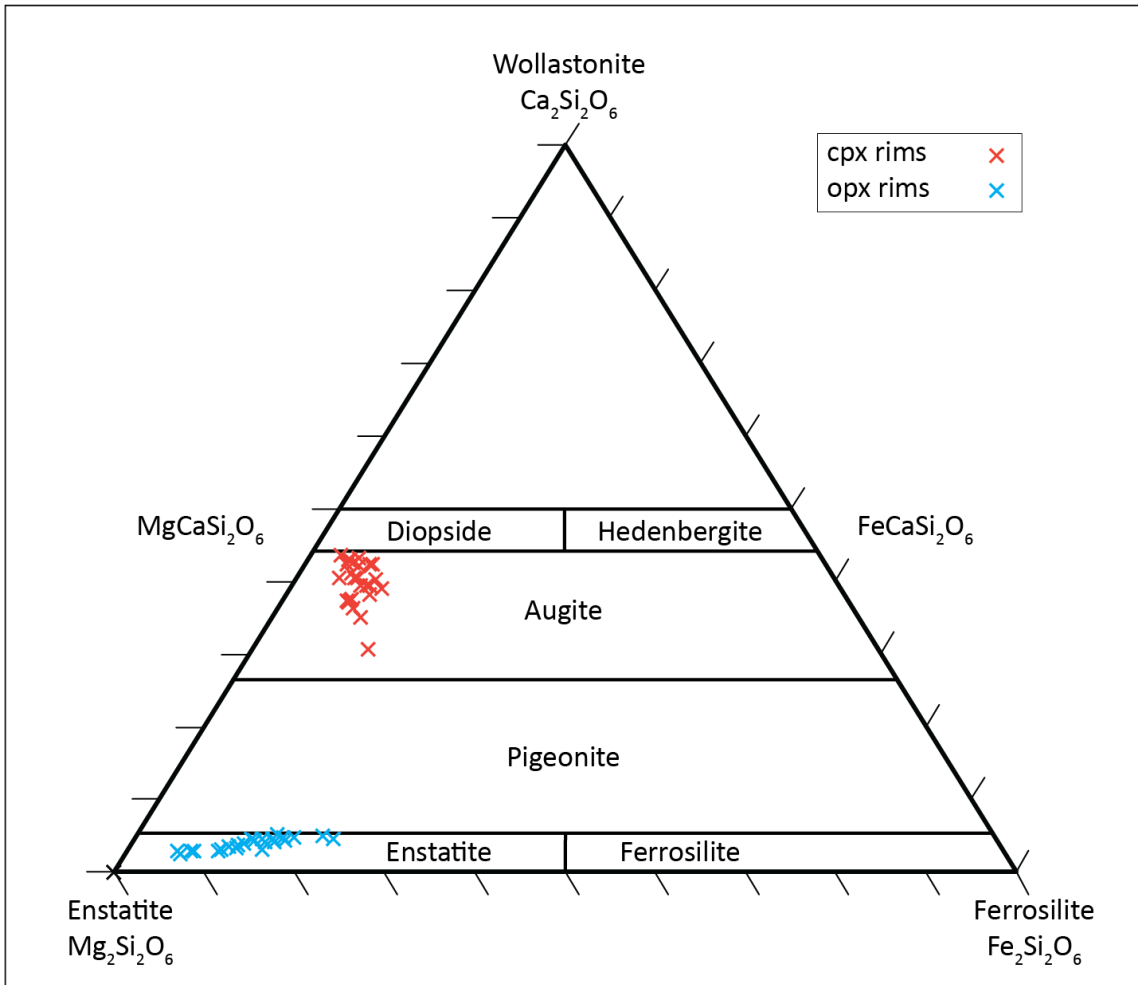 Wollastonite
Ca₂Si₂O₆
cpx rims
opx rims
MgCaSi₂O₆
Diopside
Hedenbergite
FeCaSi₂O₆
Augite
Pigeonite
Enstatite
Ferrosilite
Enstatite
Mg₂Si₂O₆
Ferrosilite
Fe₂Si₂O₆